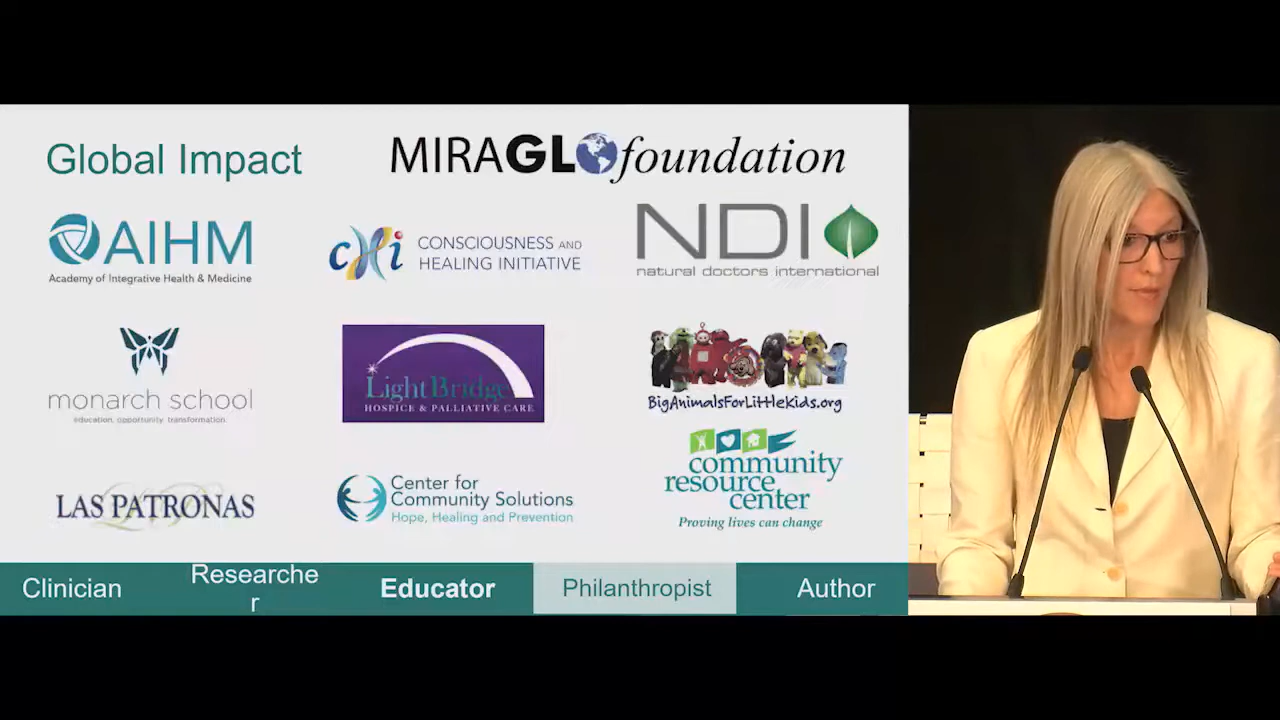 Global Impact
MIRAGLO foundation
AIHM
Academy of Integrative Health & Medicine
CHi
CONSCIOUSNESS AND
HEALING INITIATIVE
NDI
natural doctors international
monarch school
education. opportunity. transformation.
LightBridge
HOSPICE & PALLIATIVE CARE
BigAnimalsForLittleKids.org
LAS PATRONAS
Center for
Community Solutions
Hope, Healing and Prevention
community
resource
center
Proving lives can change
Clinician
Researche
r
Educator
Philanthropist
Author